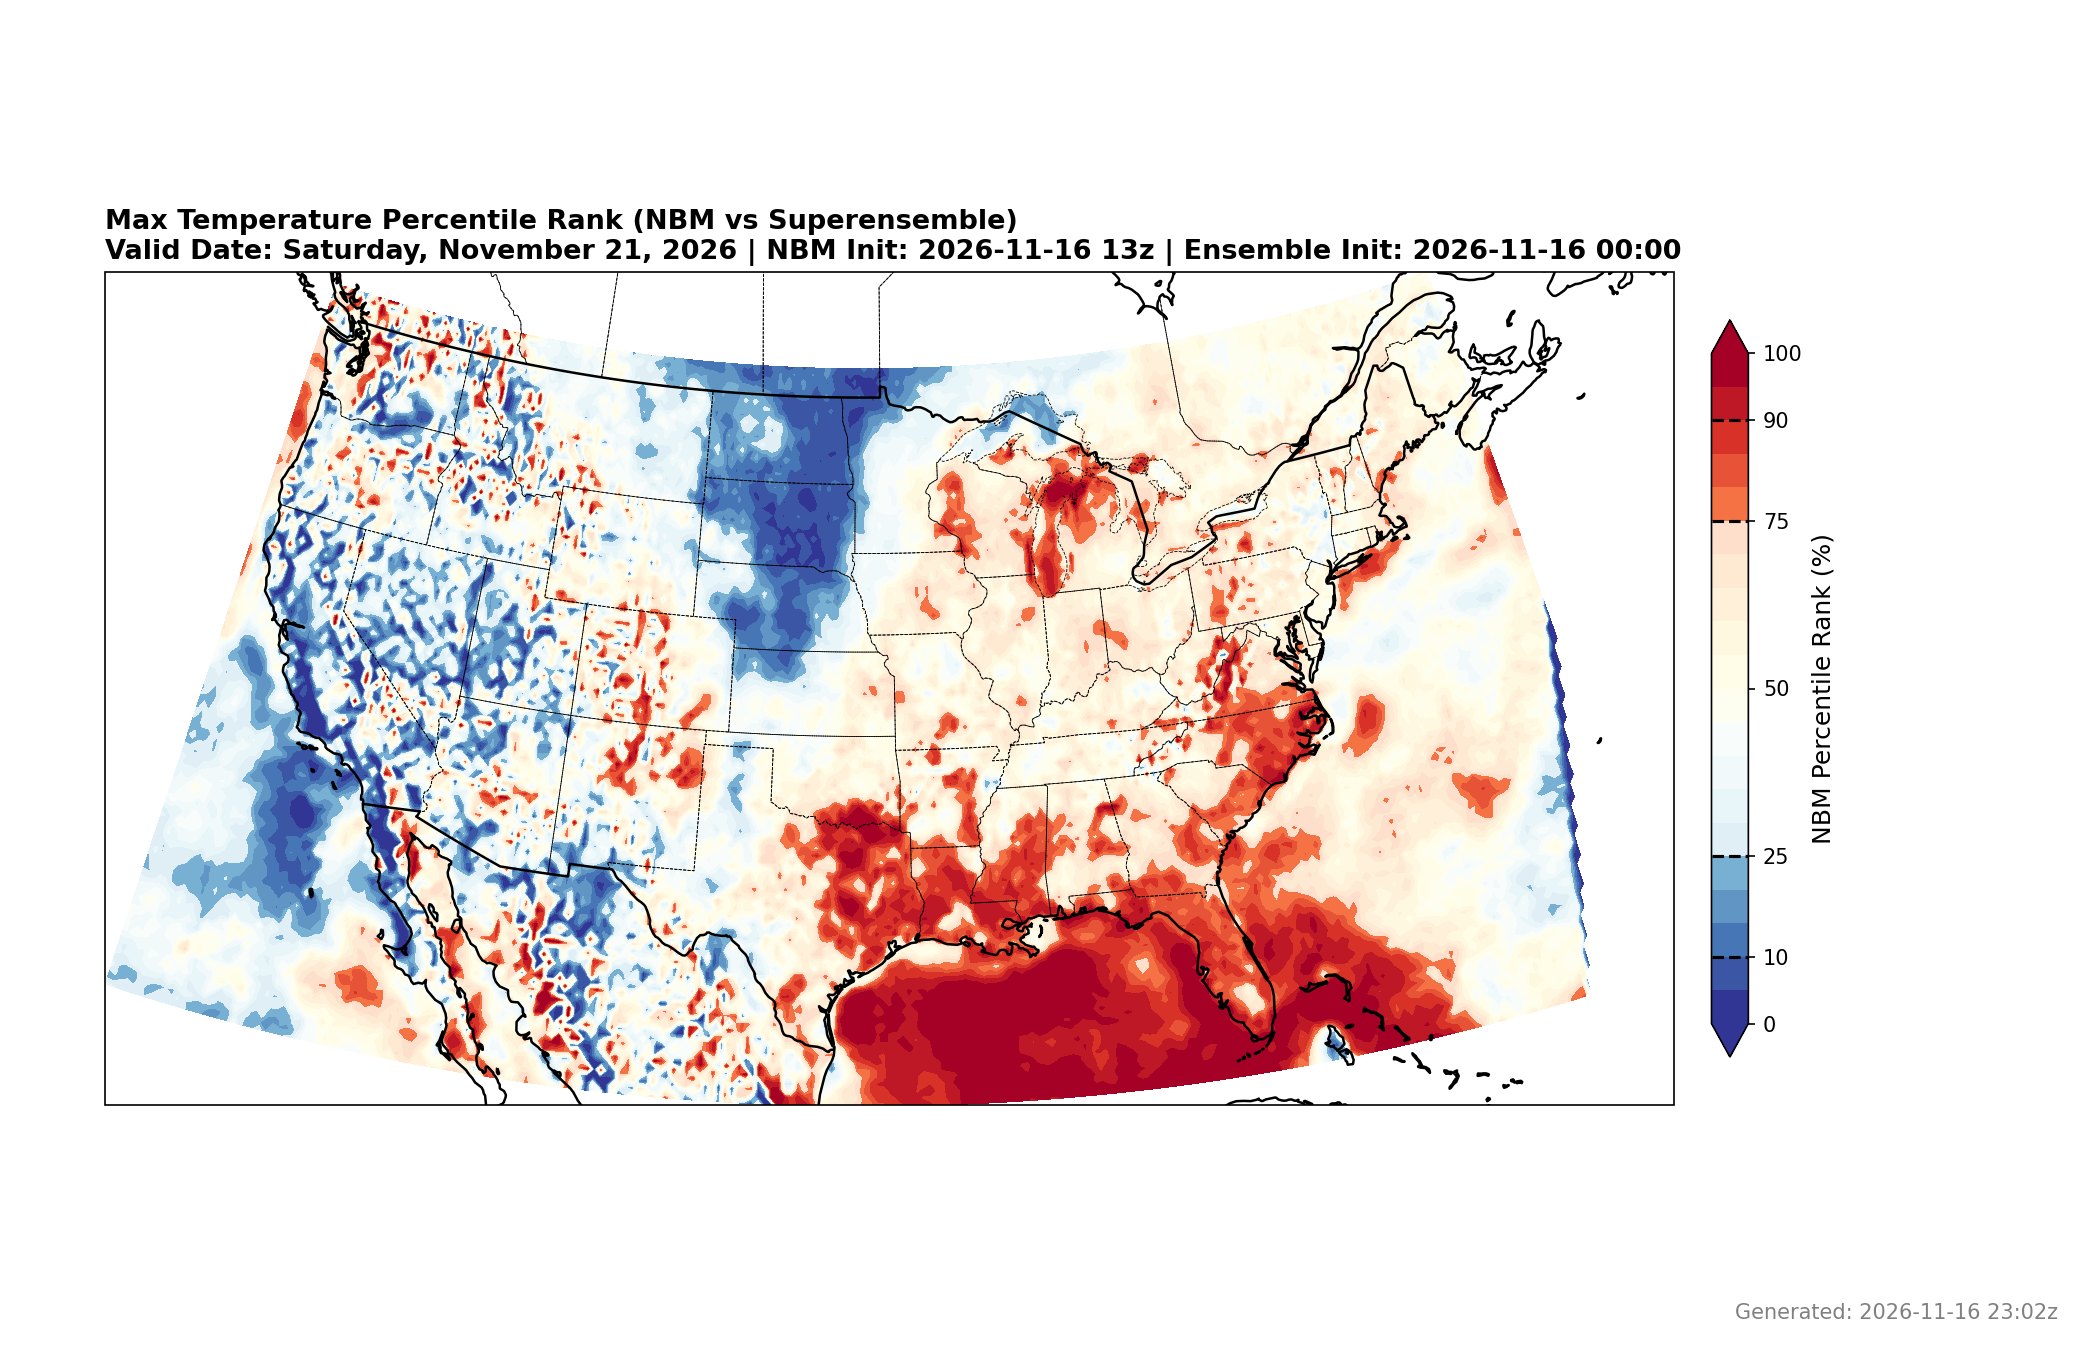 Max Temperature Percentile Rank (NBM vs Superensemble)
Valid Date: Saturday, November 21, 2026 | NBM Init: 2026-11-16 13z | Ensemble Init: 2026-11-16 00:00
100
90
75
50
25
10
0
NBM Percentile Rank (%)
Generated: 2026-11-16 23:02z